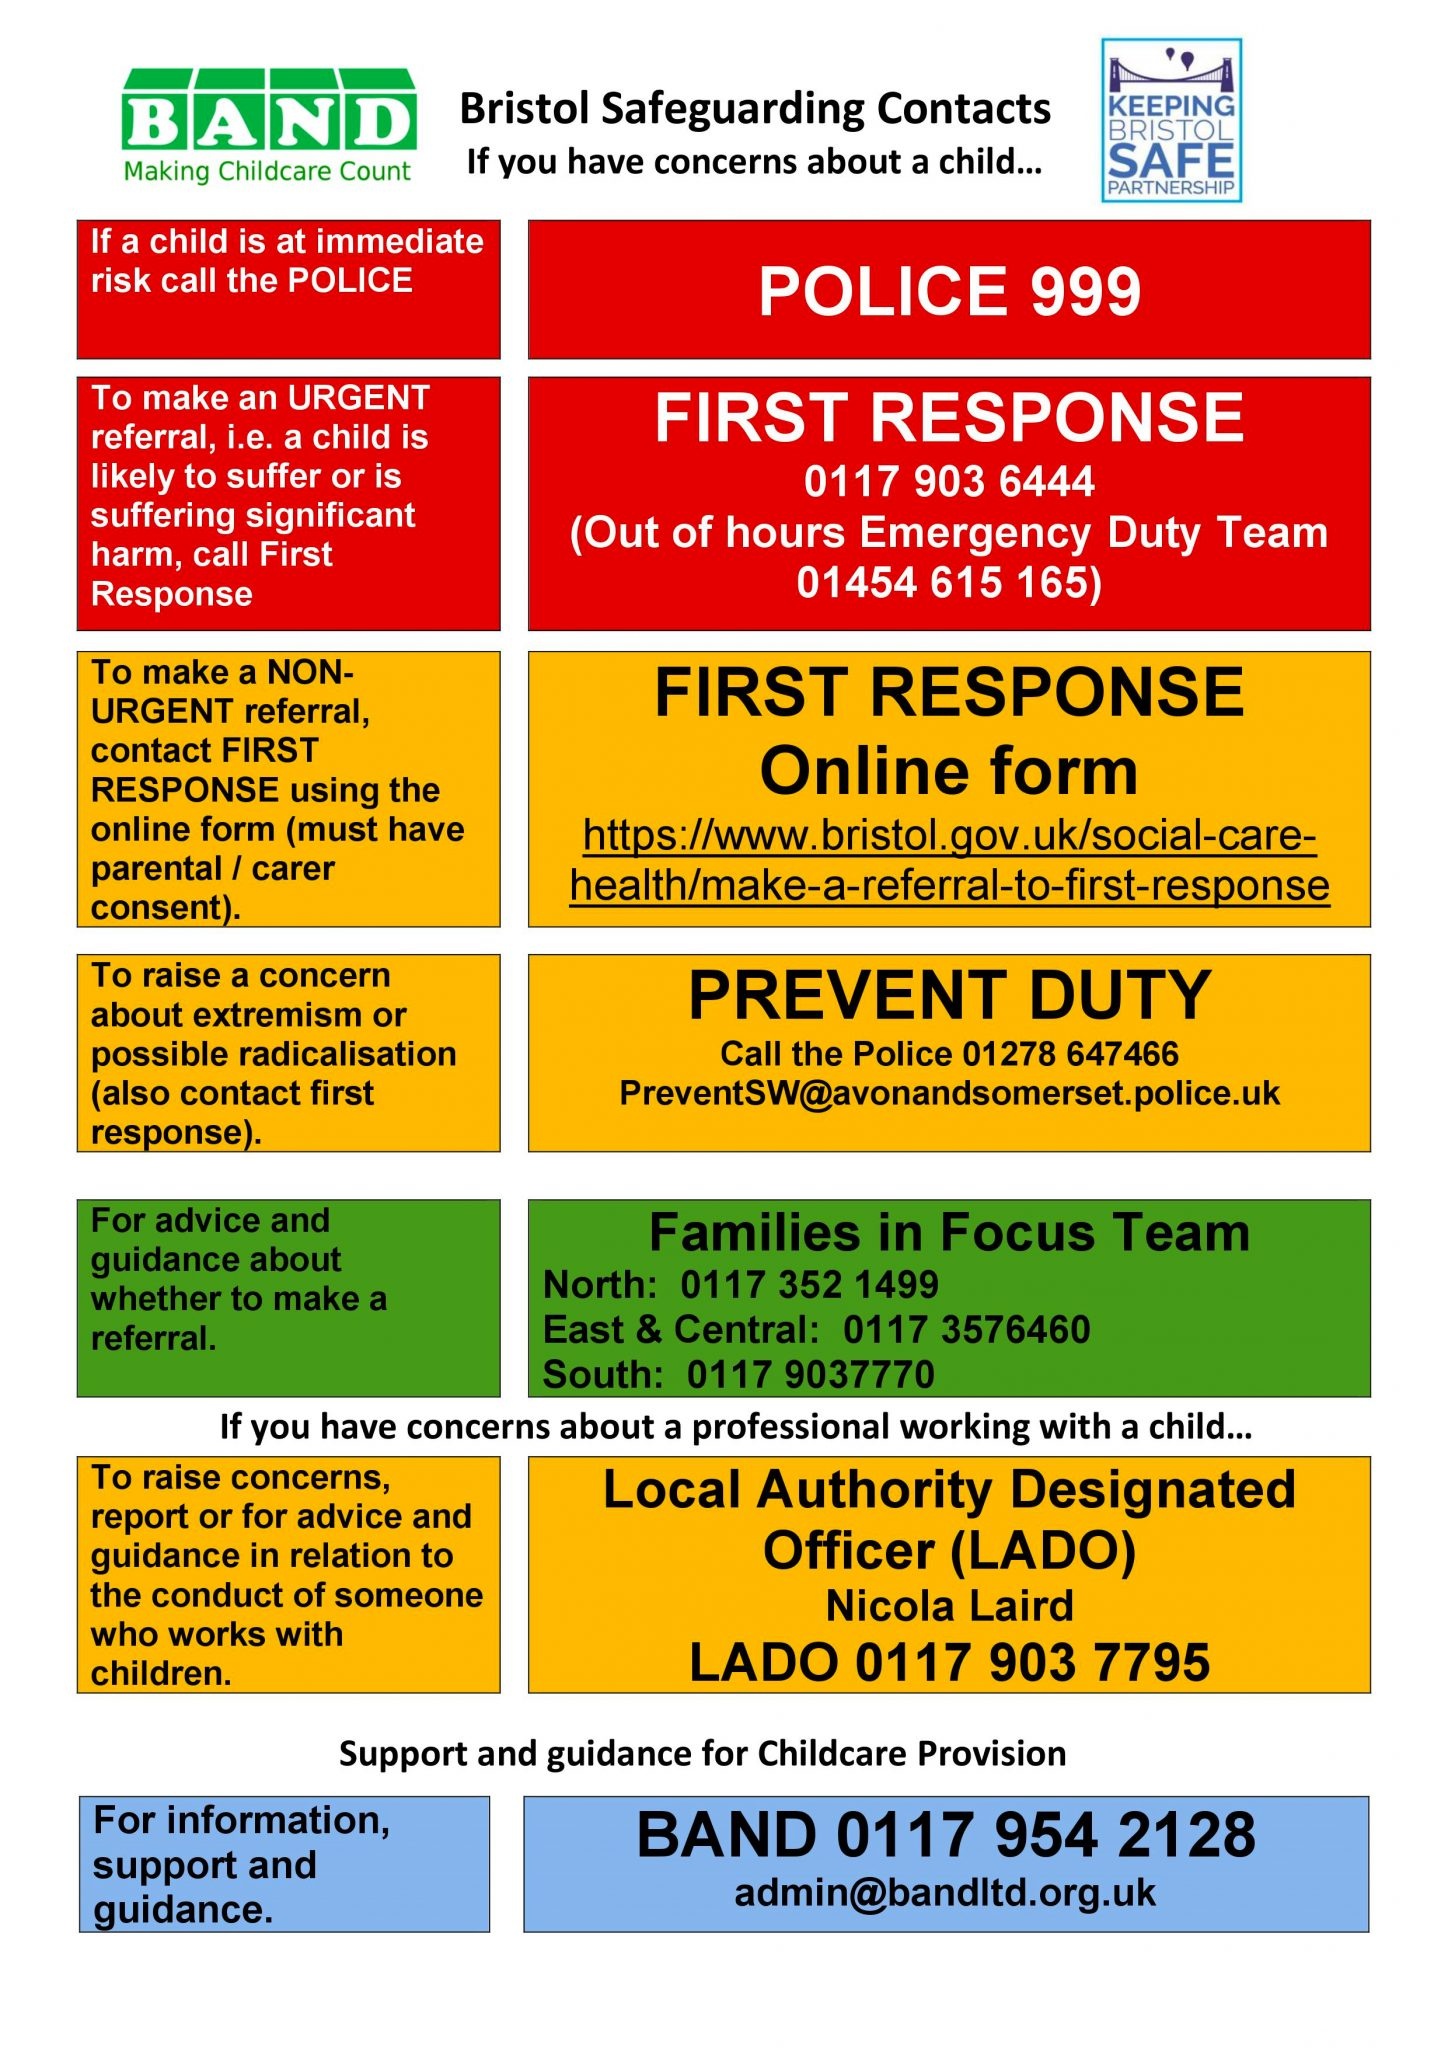 BAND
Making Childcare Count
Bristol Safeguarding Contacts
If you have concerns about a child...
KEEPING
BRISTOL
SAFE
PARTNERSHIP
If a child is at immediate
risk call the POLICE
POLICE 999
To make an URGENT
referral, i.e. a child is
likely to suffer or is
suffering significant
harm, call First
Response
FIRST RESPONSE
0117 903 6444
(Out of hours Emergency Duty Team
01454 615 165)
To make a NON-
URGENT referral,
contact FIRST
RESPONSE using the
online form (must have
parental / carer
consent).
FIRST RESPONSE
Online form
https://www.bristol.gov.uk/social-care-
health/make-a-referral-to-first-response
To raise a concern
about extremism or
possible radicalisation
(also contact first
response).
PREVENT DUTY
Call the Police 01278 647466
PreventSW@avonandsomerset.police.uk
For advice and
guidance about
whether to make a
referral.
Families in Focus Team
North:  0117 352 1499
East & Central:  0117 3576460
South:  0117 9037770
If you have concerns about a professional working with a child...
To raise concerns,
report or for advice and
guidance in relation to
the conduct of someone
who works with
children.
Local Authority Designated
Officer (LADO)
Nicola Laird
LADO 0117 903 7795
Support and guidance for Childcare Provision
For information,
support and
guidance.
BAND 0117 954 2128
admin@bandltd.org.uk